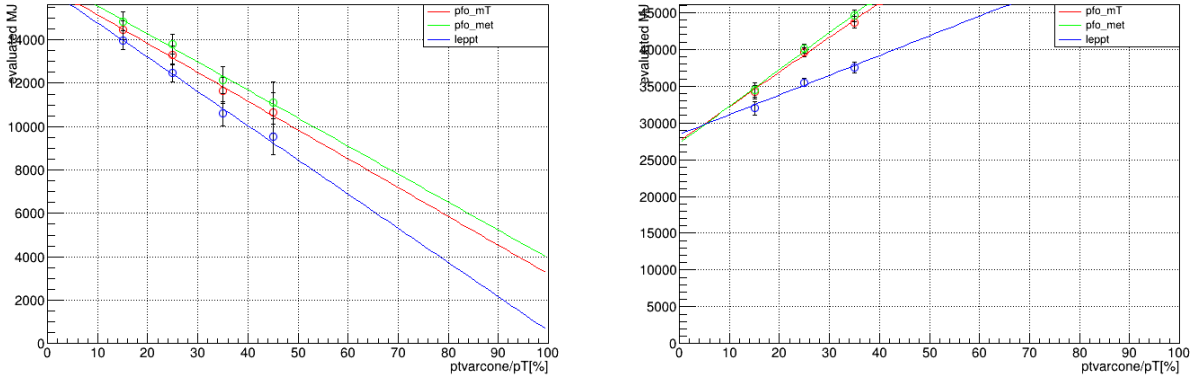 evaluated MJ
pfo_mT
pfo_met
leppt
14000
12000
10000
8000
6000
4000
2000
0
0 10 20 30 40 50 60 70 80 90 100
ptvarcone/pT[%]
evaluated MJ
pfo_mT
pfo_met
leppt
45000
40000
35000
30000
25000
20000
15000
10000
5000
0
0 10 20 30 40 50 60 70 80 90 100
ptvarcone/pT[%]